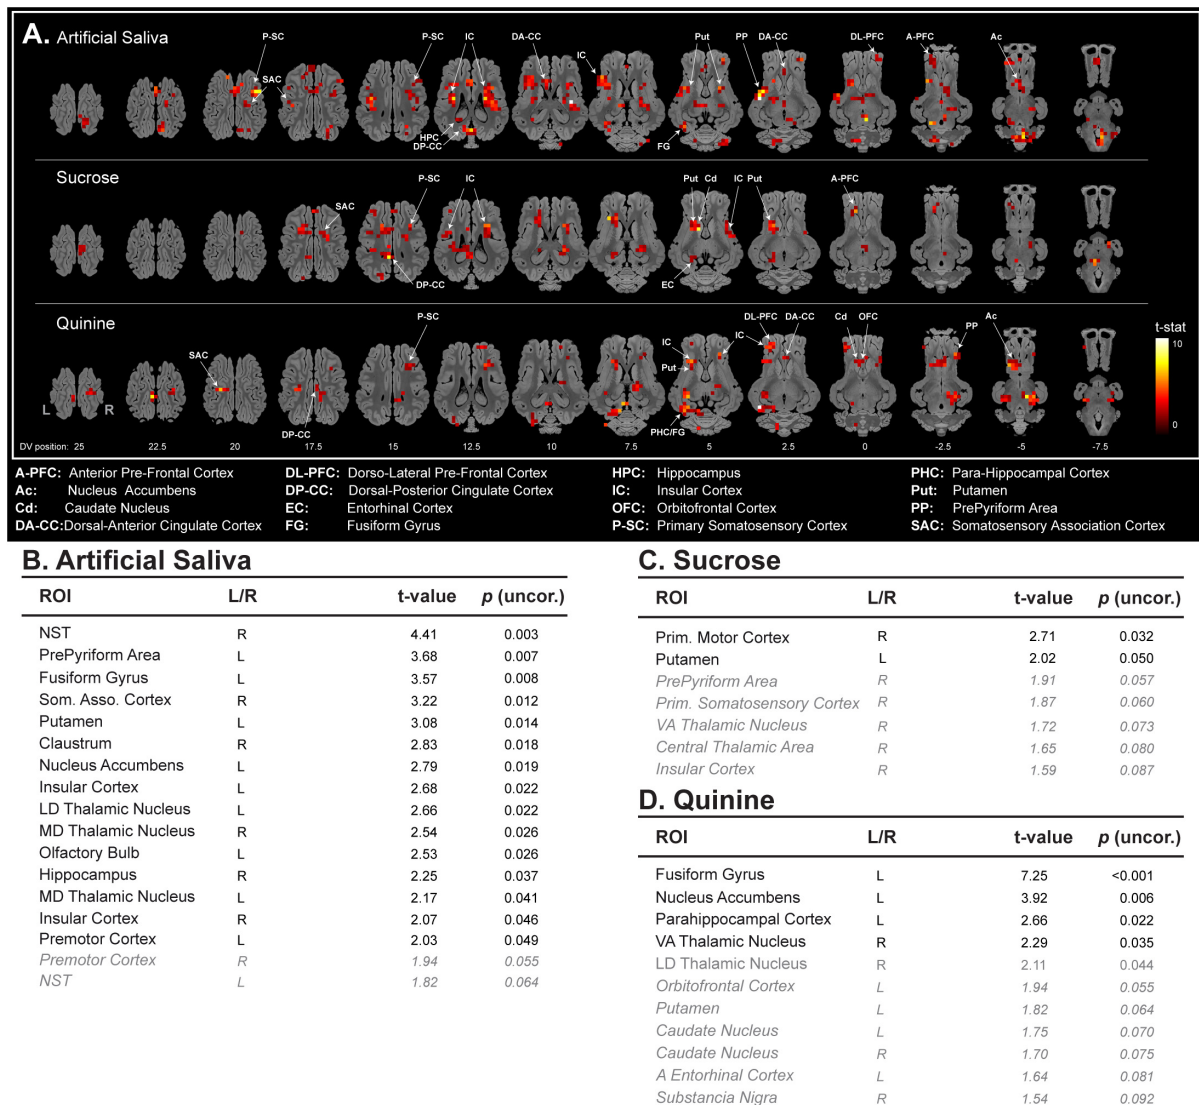 A. Artificial Saliva
P-SC SAC P-SC IC DA-CC IC Put PP DA-CC DL-PFC A-PFC Ac
HPC
DP-CC
FG
Sucrose
SAC P-SC IC Put Cd IC Put A-PFC
DP-CC
EC
Quinine
SAC P-SC IC Put IC DL-PFC DA-CC Cd OFC PP Ac
DP-CC
PHC/FG
L R
t-stat
10
0
DV position: 25 22.5 20 17.5 15 12.5 10 7.5 5 2.5 0 -2.5 -5 -7.5
A-PFC: Anterior Pre-Frontal Cortex DL-PFC: Dorso-Lateral Pre-Frontal Cortex HPC: Hippocampus PHC: Para-Hippocampal Cortex
Ac: Nucleus Accumbens DP-CC: Dorsal-Posterior Cingulate Cortex IC: Insular Cortex Put: Putamen
Cd: Caudate Nucleus EC: Entorhinal Cortex OFC: Orbitofrontal Cortex PP: PrePyriform Area
DA-CC:Dorsal-Anterior Cingulate Cortex FG: Fusiform Gyrus P-SC: Primary Somatosensory Cortex SAC: Somatosensory Association Cortex
B. Artificial Saliva
ROI L/R t-value p (uncor.)
NST R 4.41 0.003
PrePyriform Area L 3.68 0.007
Fusiform Gyrus L 3.57 0.008
Som. Asso. Cortex R 3.22 0.012
Putamen L 3.08 0.014
Claustrum R 2.83 0.018
Nucleus Accumbens L 2.79 0.019
Insular Cortex L 2.68 0.022
LD Thalamic Nucleus L 2.66 0.022
MD Thalamic Nucleus R 2.54 0.026
Olfactory Bulb L 2.53 0.026
Hippocampus R 2.25 0.037
MD Thalamic Nucleus L 2.17 0.041
Insular Cortex R 2.07 0.046
Premotor Cortex L 2.03 0.049
Premotor Cortex R 1.94 0.055
NST L 1.82 0.064
C. Sucrose
ROI L/R t-value p (uncor.)
Prim. Motor Cortex R 2.71 0.032
Putamen L 2.02 0.050
PrePyriform Area R 1.91 0.057
Prim. Somatosensory Cortex R 1.87 0.060
VA Thalamic Nucleus R 1.72 0.073
Central Thalamic Area R 1.65 0.080
Insular Cortex R 1.59 0.087
D. Quinine
ROI L/R t-value p (uncor.)
Fusiform Gyrus L 7.25 <0.001
Nucleus Accumbens L 3.92 0.006
Parahippocampal Cortex L 2.66 0.022
VA Thalamic Nucleus R 2.29 0.035
LD Thalamic Nucleus R 2.11 0.044
Orbitofrontal Cortex L 1.94 0.055
Putamen L 1.82 0.064
Caudate Nucleus L 1.75 0.070
Caudate Nucleus R 1.70 0.075
A Entorhinal Cortex L 1.64 0.081
Substancia Nigra R 1.54 0.092